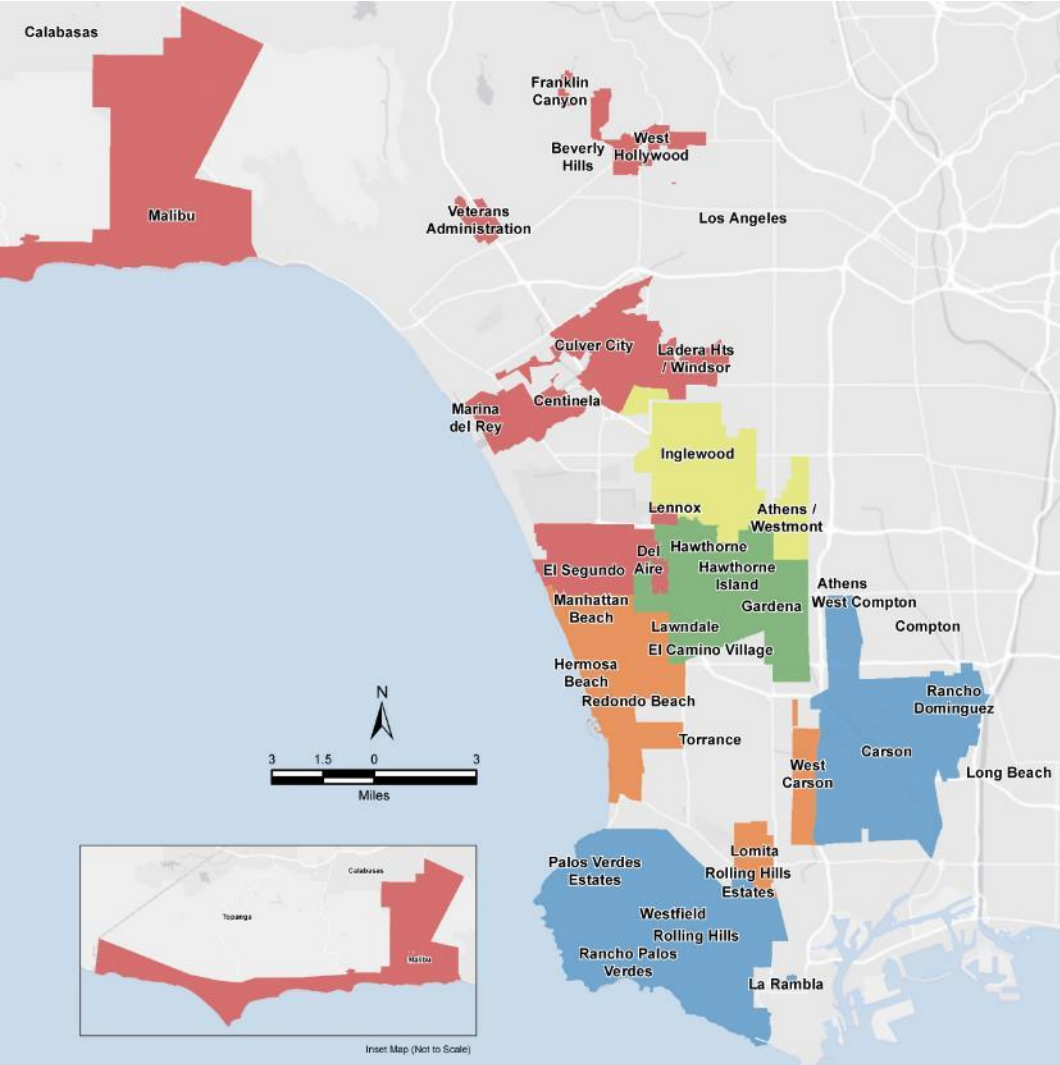 Calabasas
Franklin
Canyon
West
Hollywood
Beverly
Hills
Malibu
Veterans
Administration
Los Angeles
Culver City
Ladera Hts
/ Windsor
Centinela
Marina
del Rey
Inglewood
Lennox
Athens /
Westmont
Hawthorne
Del
Aire
El Segundo
Hawthorne
Island
Athens
West Compton
Manhattan
Beach
Gardena
Lawndale
Compton
El Camino Village
Hermosa
Beach
Redondo Beach
Rancho
Dominguez
N
Torrance
Carson
3 1.5 0 3
Miles
West
Carson
Long Beach
Lomita
Palos Verdes
Estates
Rolling Hills
Estates
Westfield
Rolling Hills
Rancho Palos
Verdes
La Rambla
Calabasas
Topanga
Malibu
Inset Map (Not to Scale)